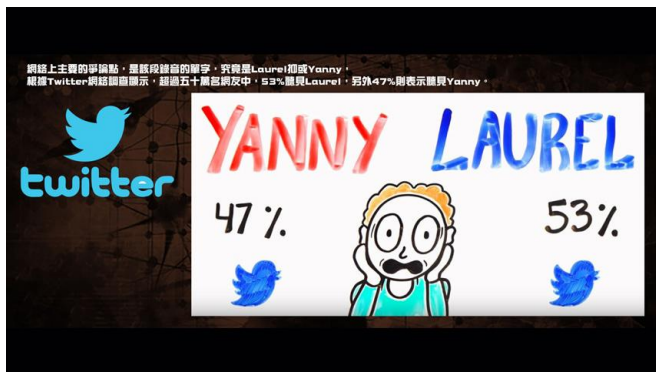 網絡上主要的爭論點，是該段錄音的單字，究竟是Laurel抑或Yanny。
根據Twitter網絡調查顯示，超過五十萬名網友中，53%聽見Laurel，另外47%則表示聽見Yanny。
twitter
YANNY LAUREL
47% 53%